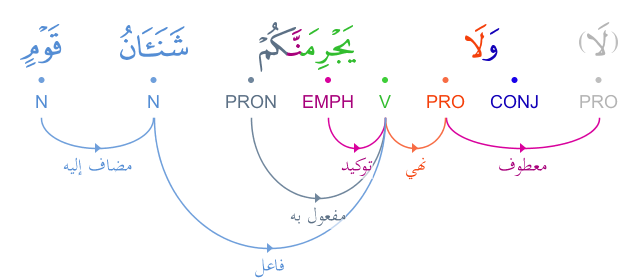 (لَا) وَلَا يَجْرِمَنَّكُمْ شَنَـَٔانُ قَوْمٍ
N N PRON EMPH V PRO CONJ PRO
معطوف نهي توكيد مضاف إليه
مفعول به
فاعل